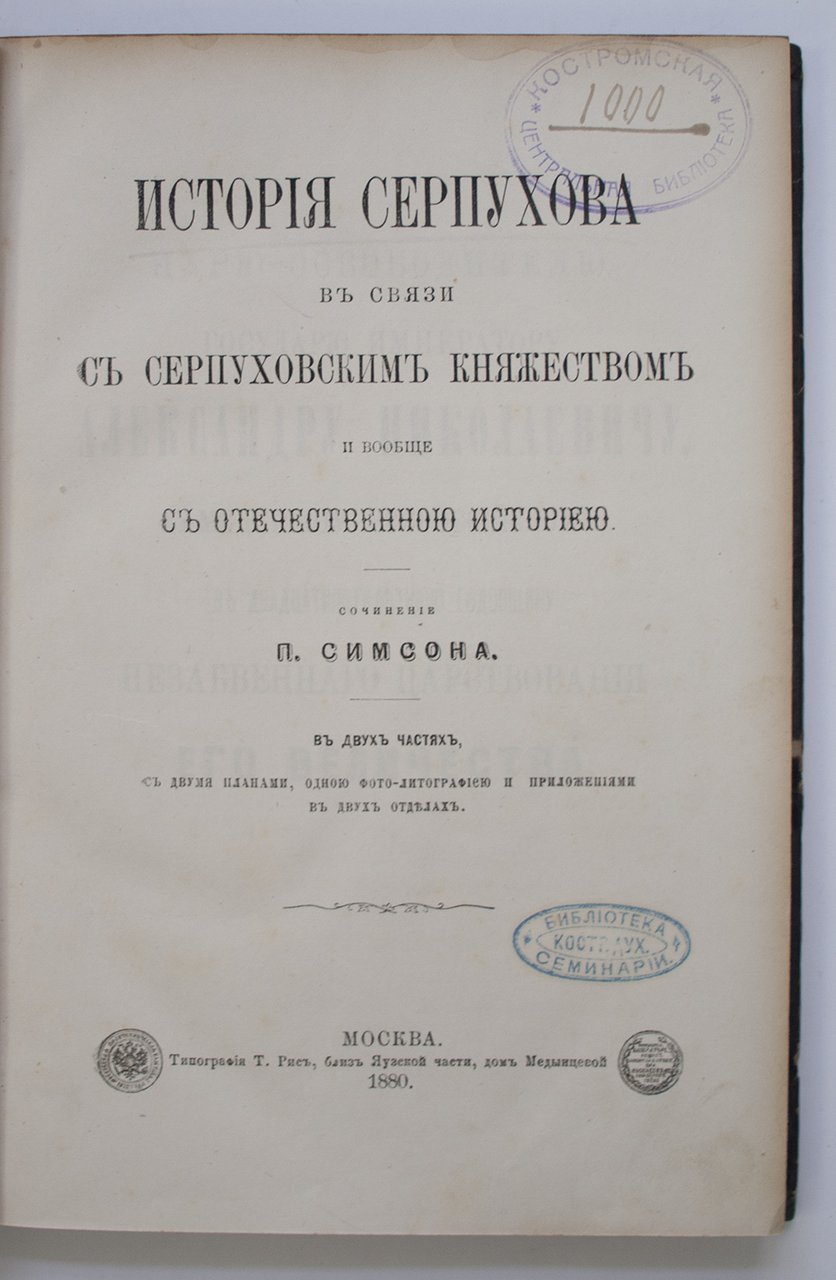 КОСТРОМСКАЯ
ЦЕНТРАЛЬНАЯ БИБЛІОТЕКА
1000
ИСТОРІЯ СЕРПУХОВА
ВЪ СВЯЗИ
СЪ СЕРПУХОВСКИМЪ КНЯЖЕСТВОМЪ
И ВООБЩЕ
СЪ ОТЕЧЕСТВЕННОЮ ИСТОРІЕЮ.
СОЧИНЕНІЕ
П. СИМСОНА.
ВЪ ДВУХЪ ЧАСТЯХЪ,
СЪ ДВУМЯ ПЛАНАМИ, ОДНОЮ ФОТО-ЛИТОГРАФІЕЮ И ПРИЛОЖЕНІЯМИ
ВЪ ДВУХЪ ОТДѢЛАХЪ.
БИБЛІОТЕКА
КОСТР. ДУХ.
СЕМИНАРІИ.
МОСКВА.
Типографія Т. Рисъ, близъ Яузской части, домъ Медынцевой
1880.